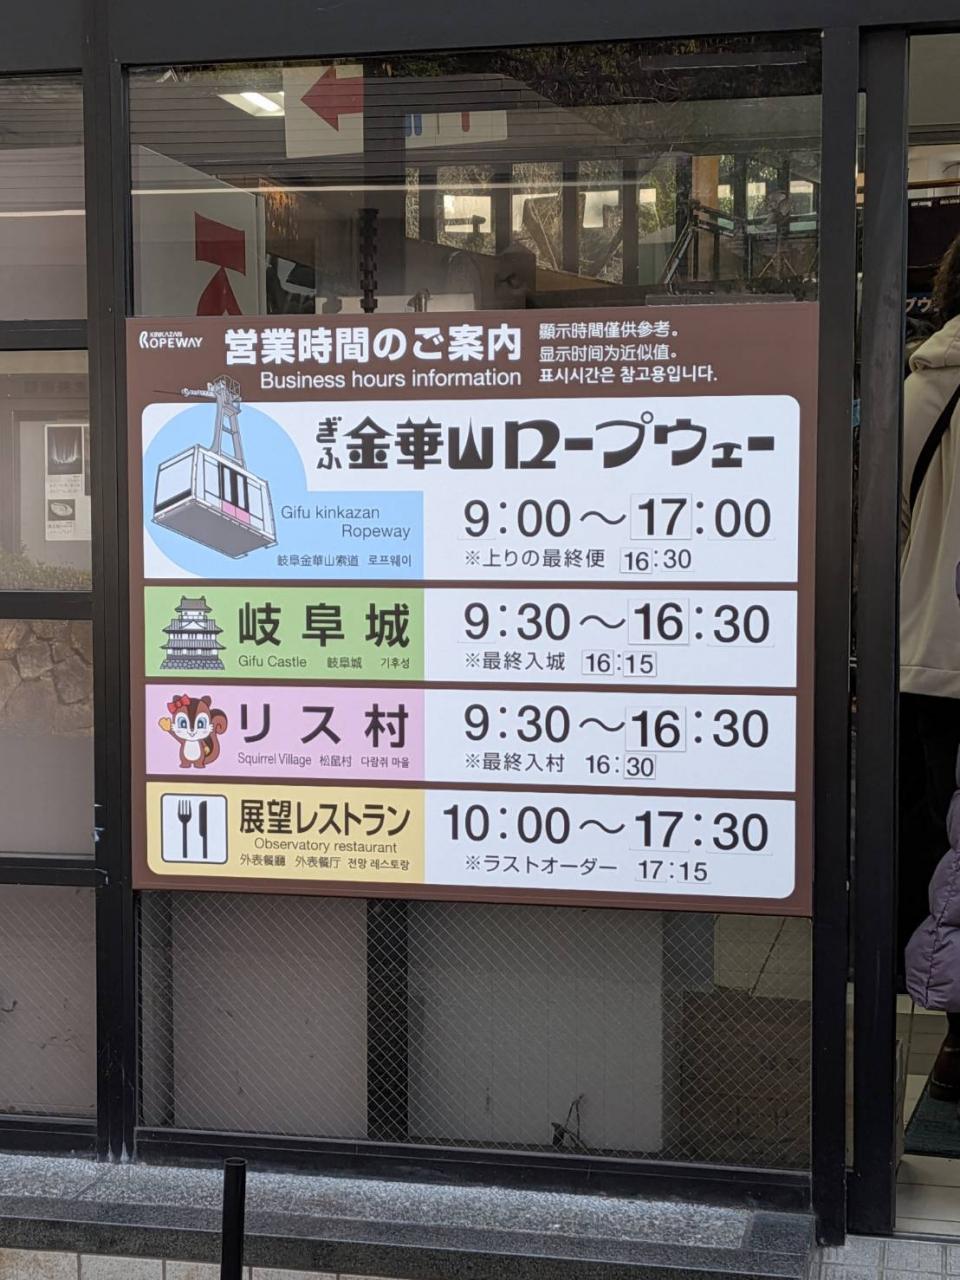 KINKAZAN
ROPEWAY
営業時間のご案内
Business hours information
顯示時間僅供參考。
显示时间为近似值。
표시시간은 참고용입니다.
ぎふ金華山ロープウェー
Gifu kinkazan
Ropeway
岐阜金華山索道 로프웨이
9:00～17:00
※上りの最終便 16:30
岐阜城
Gifu Castle 岐阜城 기후성
9:30～16:30
※最終入城 16:15
リス村
Squirrel Village 松鼠村 다람쥐 마을
9:30～16:30
※最終入村 16:30
展望レストラン
Observatory restaurant
外表餐廳 外表餐厅 전망 레스토랑
10:00～17:30
※ラストオーダー 17:15